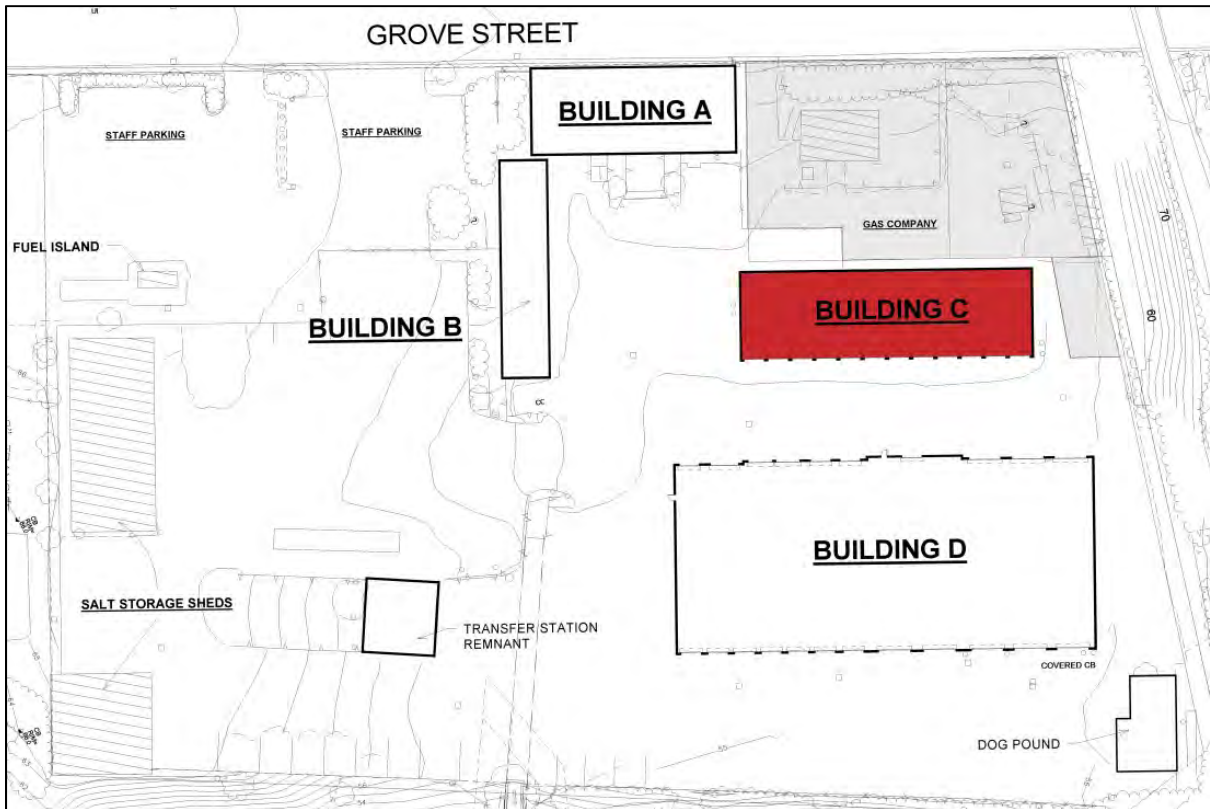 GROVE STREET
BUILDING A
STAFF PARKING
STAFF PARKING
GAS COMPANY
70
FUEL ISLAND
BUILDING C
60
BUILDING B
BUILDING D
SALT STORAGE SHEDS
TRANSFER STATION
REMNANT
COVERED CB
DOG POUND